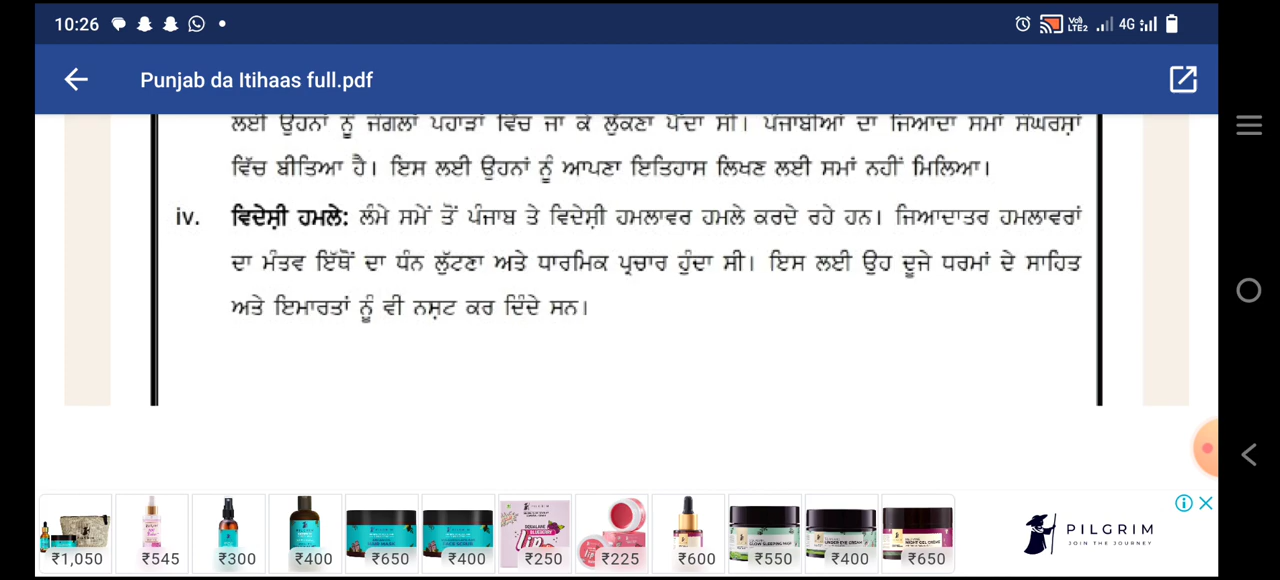 10:26 VoI) LTE2 4G
Punjab da Itihaas full.pdf
ਲਈ ਉਹਨਾਂ ਨੂੰ ਜੰਗਲਾਂ ਪਹਾੜਾਂ ਵਿੱਚ ਜਾ ਕੇ ਲੁੱਕਣਾ ਪੈਂਦਾ ਸੀ। ਪੰਜਾਬੀਆਂ ਦਾ ਜਿਆਦਾ ਸਮਾਂ ਸੰਘਰਸ਼ਾਂ
ਵਿੱਚ ਬੀਤਿਆ ਹੈ। ਇਸ ਲਈ ਉਹਨਾਂ ਨੂੰ ਆਪਣਾ ਇਤਿਹਾਸ ਲਿਖਣ ਲਈ ਸਮਾਂ ਨਹੀਂ ਮਿਲਿਆ।
iv. ਵਿਦੇਸ਼ੀ ਹਮਲੇ: ਲੰਮੇ ਸਮੇਂ ਤੋਂ ਪੰਜਾਬ ਤੇ ਵਿਦੇਸ਼ੀ ਹਮਲਾਵਰ ਹਮਲੇ ਕਰਦੇ ਰਹੇ ਹਨ। ਜਿਆਦਾਤਰ ਹਮਲਾਵਰਾਂ
ਦਾ ਮੰਤਵ ਇੱਥੋਂ ਦਾ ਧੰਨ ਲੁੱਟਣਾ ਅਤੇ ਧਾਰਮਿਕ ਪ੍ਰਚਾਰ ਹੁੰਦਾ ਸੀ। ਇਸ ਲਈ ਉਹ ਦੂਜੇ ਧਰਮਾਂ ਦੇ ਸਾਹਿਤ
ਅਤੇ ਇਮਾਰਤਾਂ ਨੂੰ ਵੀ ਨਸ਼ਟ ਕਰ ਦਿੰਦੇ ਸਨ।
₹1,050 ₹545 ₹300 ₹400 ₹650 ₹400 ₹250 ₹225 ₹600 ₹550 ₹400 ₹650
PILGRIM
JOIN THE JOURNEY